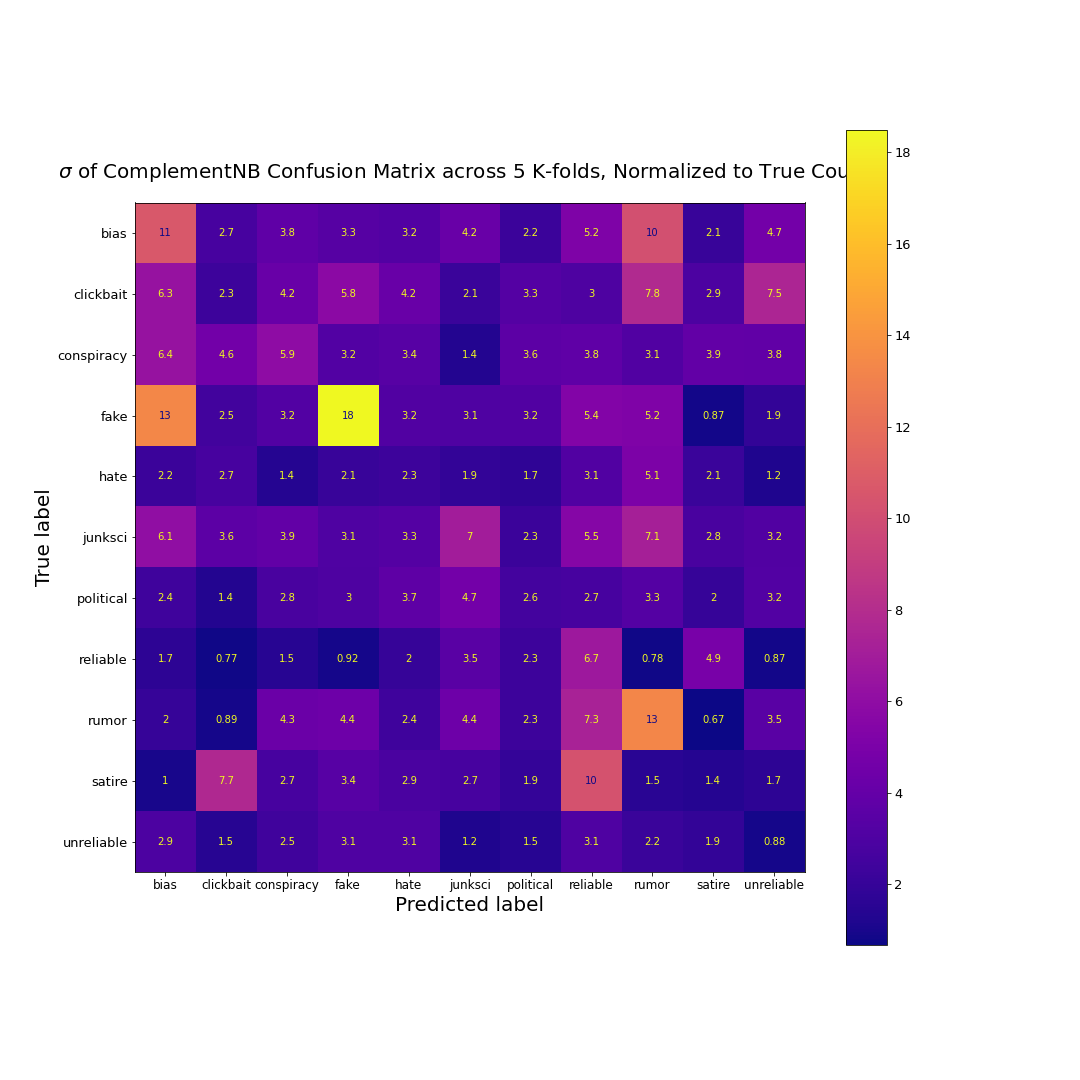 σ of ComplementNB Confusion Matrix across 5 K-folds, Normalized to True Cou
18
16
14
12
10
8
6
4
2
True label
bias 11 2.7 3.8 3.3 3.2 4.2 2.2 5.2 10 2.1 4.7
clickbait 6.3 2.3 4.2 5.8 4.2 2.1 3.3 3 7.8 2.9 7.5
conspiracy 6.4 4.6 5.9 3.2 3.4 1.4 3.6 3.8 3.1 3.9 3.8
fake 13 2.5 3.2 18 3.2 3.1 3.2 5.4 5.2 0.87 1.9
hate 2.2 2.7 1.4 2.1 2.3 1.9 1.7 3.1 5.1 2.1 1.2
junksci 6.1 3.6 3.9 3.1 3.3 7 2.3 5.5 7.1 2.8 3.2
political 2.4 1.4 2.8 3 3.7 4.7 2.6 2.7 3.3 2 3.2
reliable 1.7 0.77 1.5 0.92 2 3.5 2.3 6.7 0.78 4.9 0.87
rumor 2 0.89 4.3 4.4 2.4 4.4 2.3 7.3 13 0.67 3.5
satire 1 7.7 2.7 3.4 2.9 2.7 1.9 10 1.5 1.4 1.7
unreliable 2.9 1.5 2.5 3.1 3.1 1.2 1.5 3.1 2.2 1.9 0.88
bias clickbait conspiracy fake hate junksci political reliable rumor satire unreliable
Predicted label